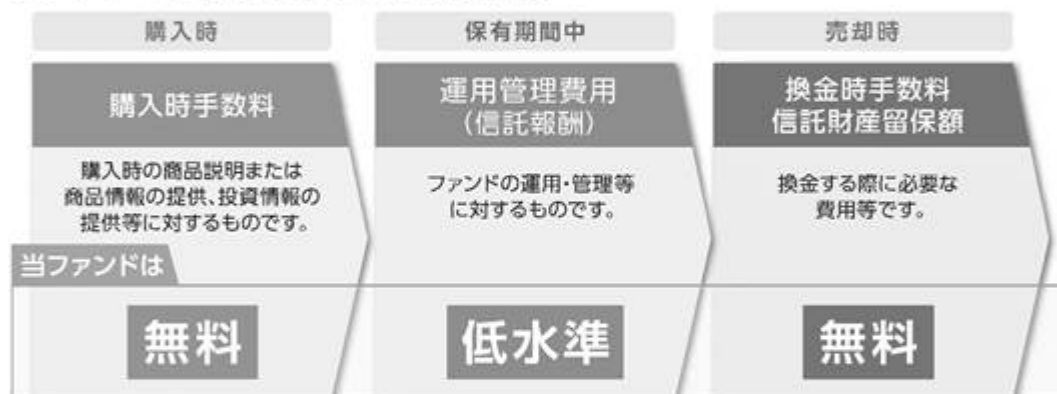 購入時
保有期間中
売却時
購入時手数料
運用管理費用
(信託報酬)
換金時手数料
信託財産留保額
購入時の商品説明または
商品情報の提供、投資情報の
提供等に対するものです。
ファンドの運用・管理等
に対するものです。
換金する際に必要な
費用等です。
当ファンドは
無料
低水準
無料